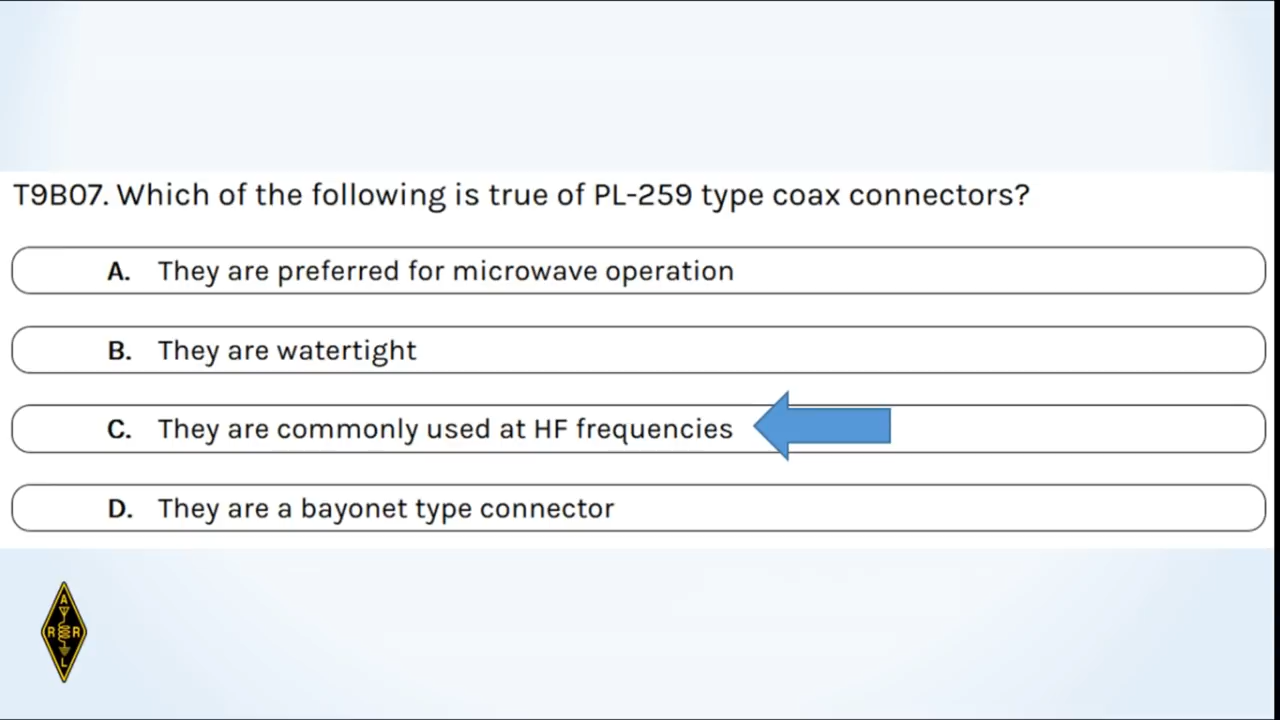 T9B07. Which of the following is true of PL-259 type coax connectors?
A. They are preferred for microwave operation
B. They are watertight
C. They are commonly used at HF frequencies
D. They are a bayonet type connector
A
R R
L